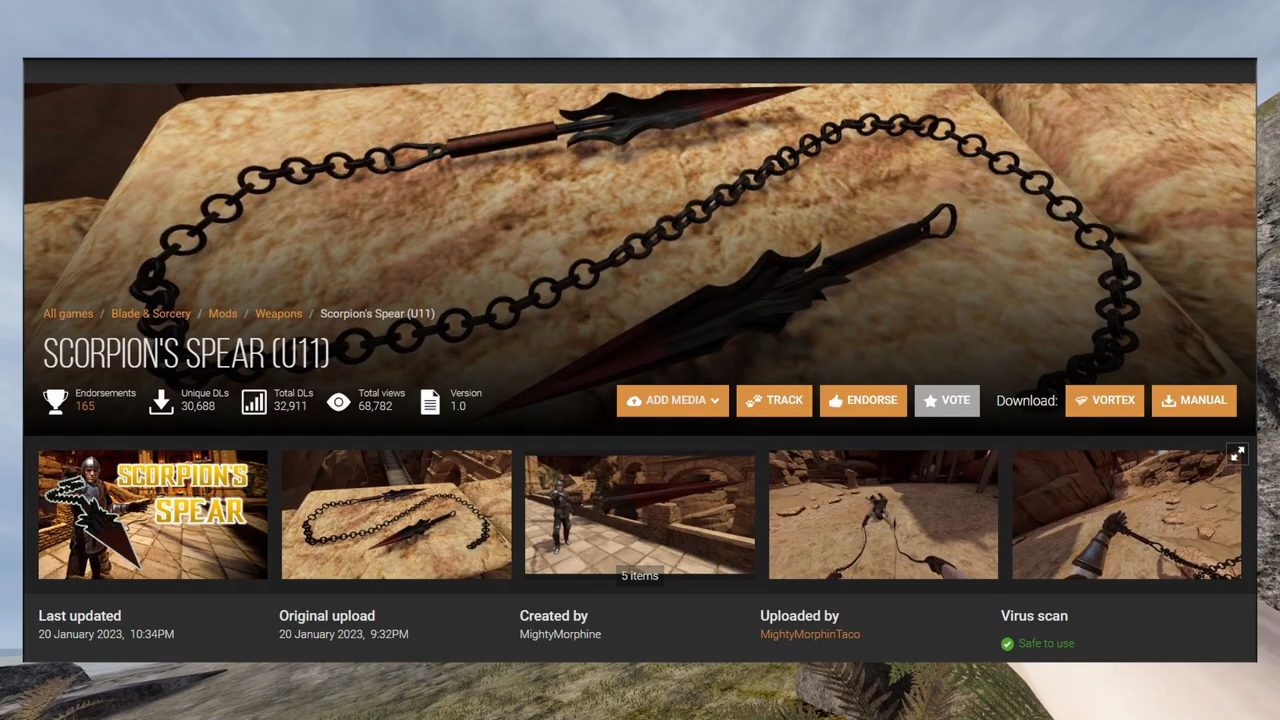 All games / Blade & Sorcery / Mods / Weapons / Scorpion's Spear (U11)
SCORPION'S SPEAR (U11)
Endorsements
165
Unique DLs
30,688
Total DLs
32,911
Total views
68,782
Version
1.0
ADD MEDIA
TRACK
ENDORSE
VOTE
Download:
VORTEX
MANUAL
SCORPION'S
SPEAR
5 items
Last updated
20 January 2023, 10:34PM
Original upload
20 January 2023, 9:32PM
Created by
MightyMorphine
Uploaded by
MightyMorphinTaco
Virus scan
Safe to use